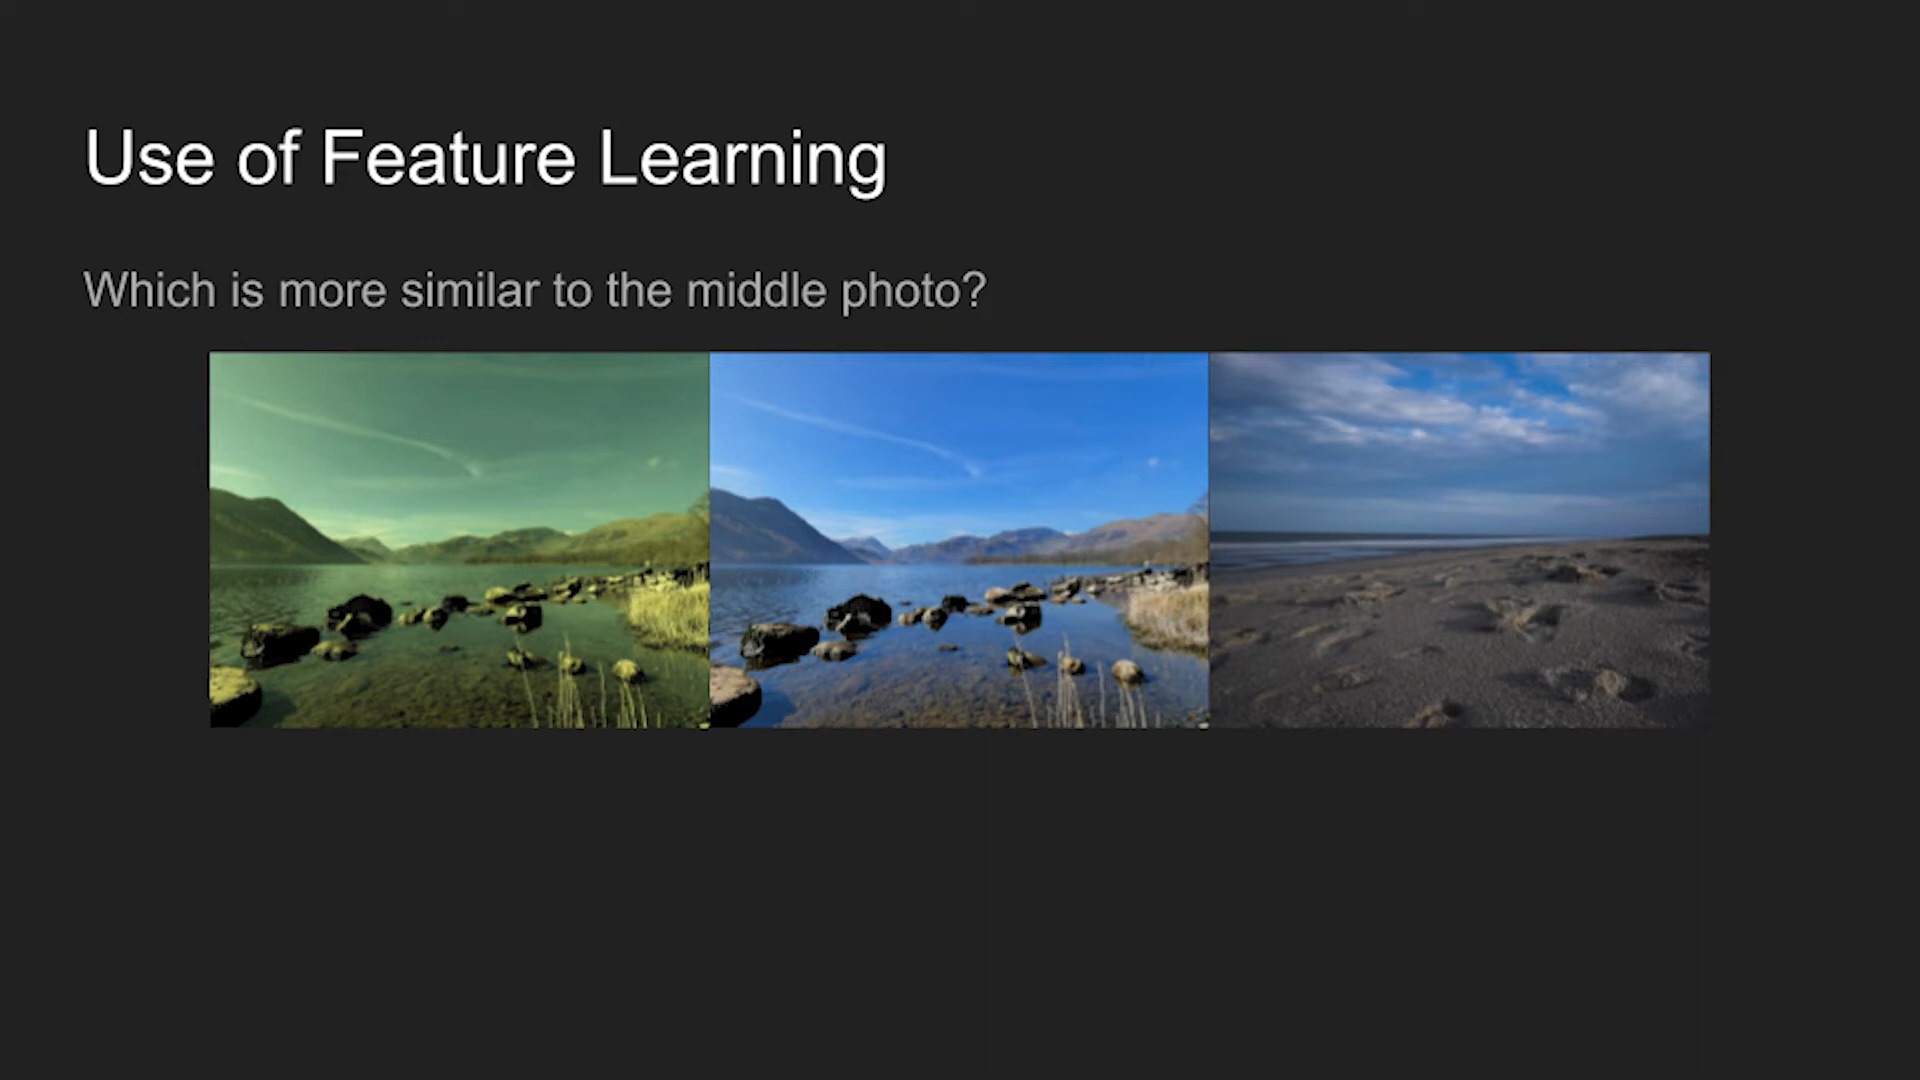 Use of Feature Learning
Which is more similar to the middle photo?